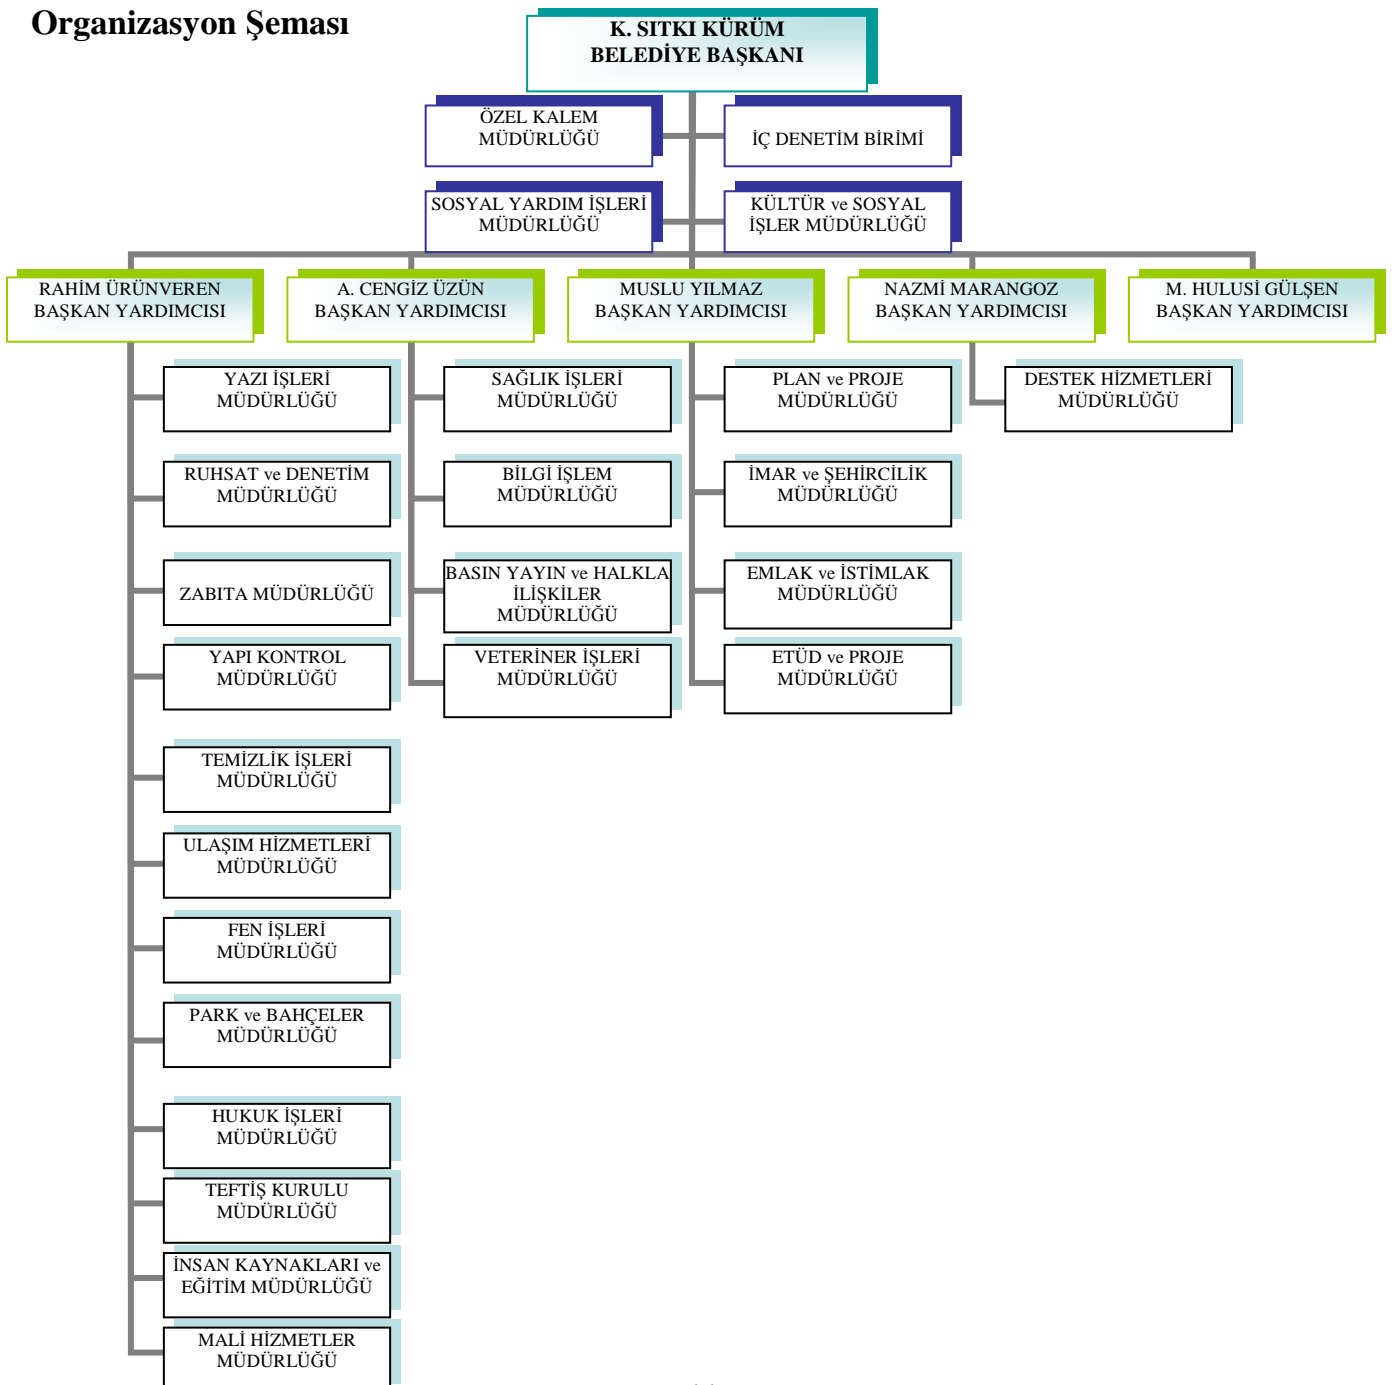 Organizasyon Şeması
K. SITKI KÜRÜM
BELEDİYE BAŞKANI
ÖZEL KALEM
MÜDÜRLÜĞÜ
İÇ DENETİM BİRİMİ
SOSYAL YARDIM İŞLERİ
MÜDÜRLÜĞÜ
KÜLTÜR ve SOSYAL
İŞLER MÜDÜRLÜĞÜ
RAHİM ÜRÜNVEREN
BAŞKAN YARDIMCISI
A. CENGİZ ÜZÜN
BAŞKAN YARDIMCISI
MUSLU YILMAZ
BAŞKAN YARDIMCISI
NAZMİ MARANGOZ
BAŞKAN YARDIMCISI
M. HULUSİ GÜLŞEN
BAŞKAN YARDIMCISI
YAZI İŞLERİ
MÜDÜRLÜĞÜ
RUHSAT ve DENETİM
MÜDÜRLÜĞÜ
ZABITA MÜDÜRLÜĞÜ
YAPI KONTROL
MÜDÜRLÜĞÜ
TEMİZLİK İŞLERİ
MÜDÜRLÜĞÜ
ULAŞIM HİZMETLERİ
MÜDÜRLÜĞÜ
FEN İŞLERİ
MÜDÜRLÜĞÜ
PARK ve BAHÇELER
MÜDÜRLÜĞÜ
HUKUK İŞLERİ
MÜDÜRLÜĞÜ
TEFTİŞ KURULU
MÜDÜRLÜĞÜ
İNSAN KAYNAKLARI ve
EĞİTİM MÜDÜRLÜĞÜ
MALİ HİZMETLER
MÜDÜRLÜĞÜ
SAĞLIK İŞLERİ
MÜDÜRLÜĞÜ
BİLGİ İŞLEM
MÜDÜRLÜĞÜ
BASIN YAYIN ve HALKLA
İLİŞKİLER
MÜDÜRLÜĞÜ
VETERİNER İŞLERİ
MÜDÜRLÜĞÜ
PLAN ve PROJE
MÜDÜRLÜĞÜ
İMAR ve ŞEHİRCİLİK
MÜDÜRLÜĞÜ
EMLAK ve İSTİMLAK
MÜDÜRLÜĞÜ
ETÜD ve PROJE
MÜDÜRLÜĞÜ
DESTEK HİZMETLERİ
MÜDÜRLÜĞÜ